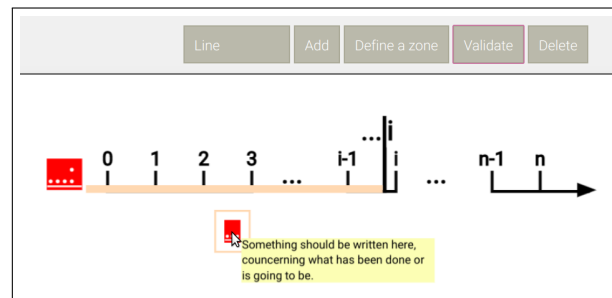 Line Add Define a zone Validate Delete
...i
0 1 2 3 ... i-1 i ... n-1 n
Something should be written here,
councerning what has been done or
is going to be.